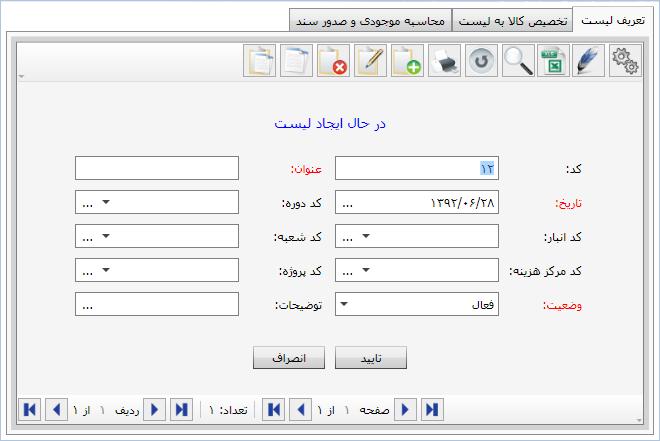 تعریف لیست تخصیص کالا به لیست محاسبه موجودی و صدور سند
در حال ایجاد لیست
کد: ۱۲ عنوان:
تاریخ: ۱۳۹۲/۰۶/۲۸ ... کد دوره: ...
کد انبار: ... کد شعبه: ...
کد مرکز هزینه: ... کد پروژه: ...
وضعیت: فعال توضیحات: ...
تایید انصراف
صفحه ۱ از ۱ تعداد: ۱ ردیف ۱ از ۱